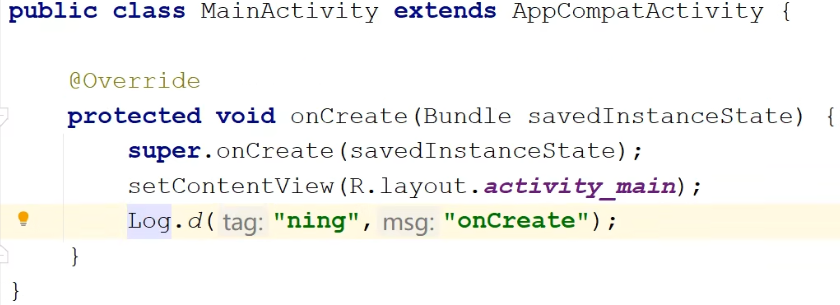 public class MainActivity extends AppCompatActivity {
@Override
protected void onCreate(Bundle savedInstanceState) {
super.onCreate(savedInstanceState);
setContentView(R.layout.activity_main);
Log.d( tag: "ning", msg: "onCreate");
}
}